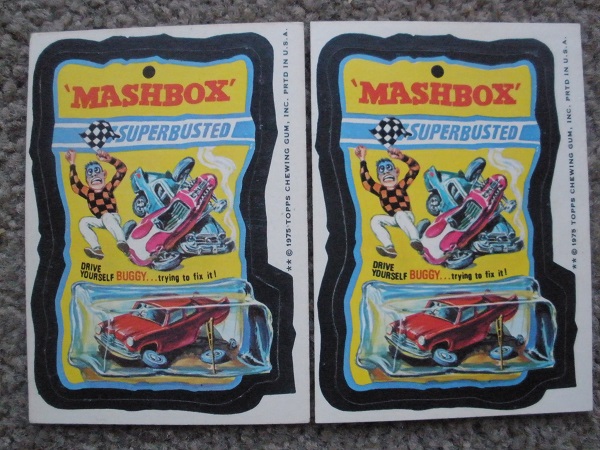 'MASHBOX'
SUPERBUSTED
DRIVE
YOURSELF BUGGY...trying to fix it!
** © 1975 TOPPS CHEWING GUM, INC. PRTD IN U.S.A.
'MASHBOX'
SUPERBUSTED
DRIVE
YOURSELF BUGGY...trying to fix it!
** © 1975 TOPPS CHEWING GUM, INC. PRTD IN U.S.A.